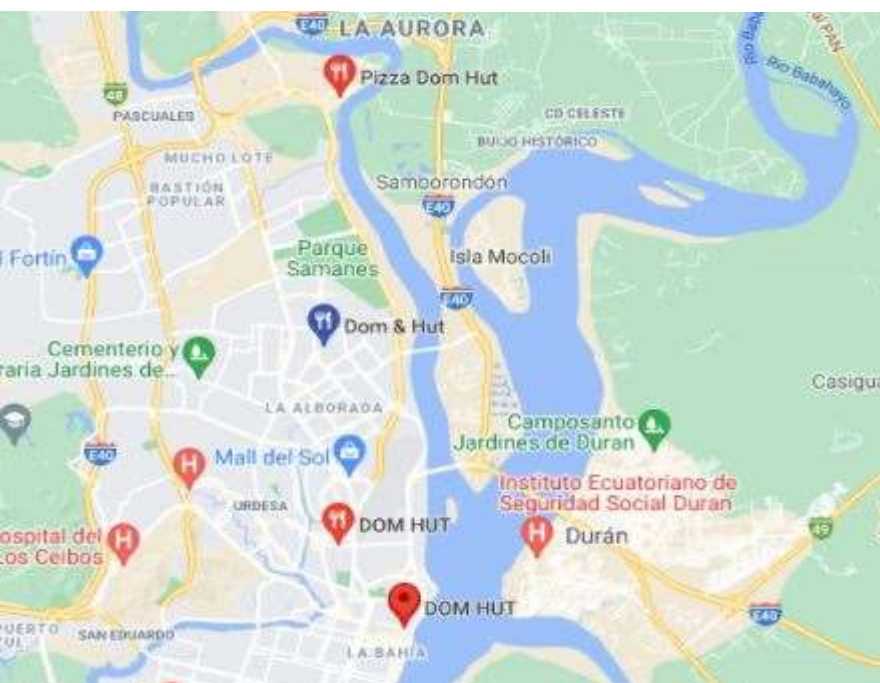 E40
LA AURORA
Pizza Dom Hut
Rio Babahoyo
PAN
48
PASCUALES
CD CELESTE
BUIJO HISTÓRICO
MUCHO LOTE
BASTIÓN
POPULAR
Samborondón
E40
Parque
Samanes
Isla Mocoli
Fortín
E40
Dom & Hut
Cementerio y
raria Jardines de...
Casigua
LA ALBORADA
Camposanto
Jardines de Duran
E40
Mall del Sol
H
Instituto Ecuatoriano de
Seguridad Social Duran
URDESA
DOM HUT
H
Durán
49
ospital del
Los Ceibos
H
DOM HUT
E40
PUERTO
SAN EDUARDO
LA BAHÍA